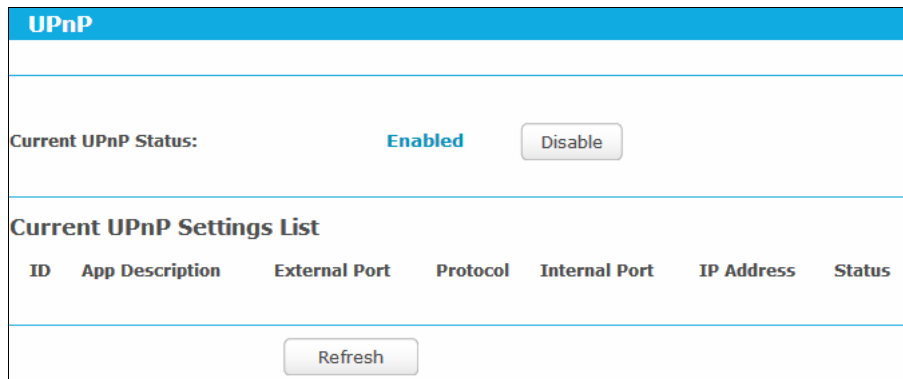 UPnP
Current UPnP Status: Enabled Disable
Current UPnP Settings List
ID App Description External Port Protocol Internal Port IP Address Status
Refresh